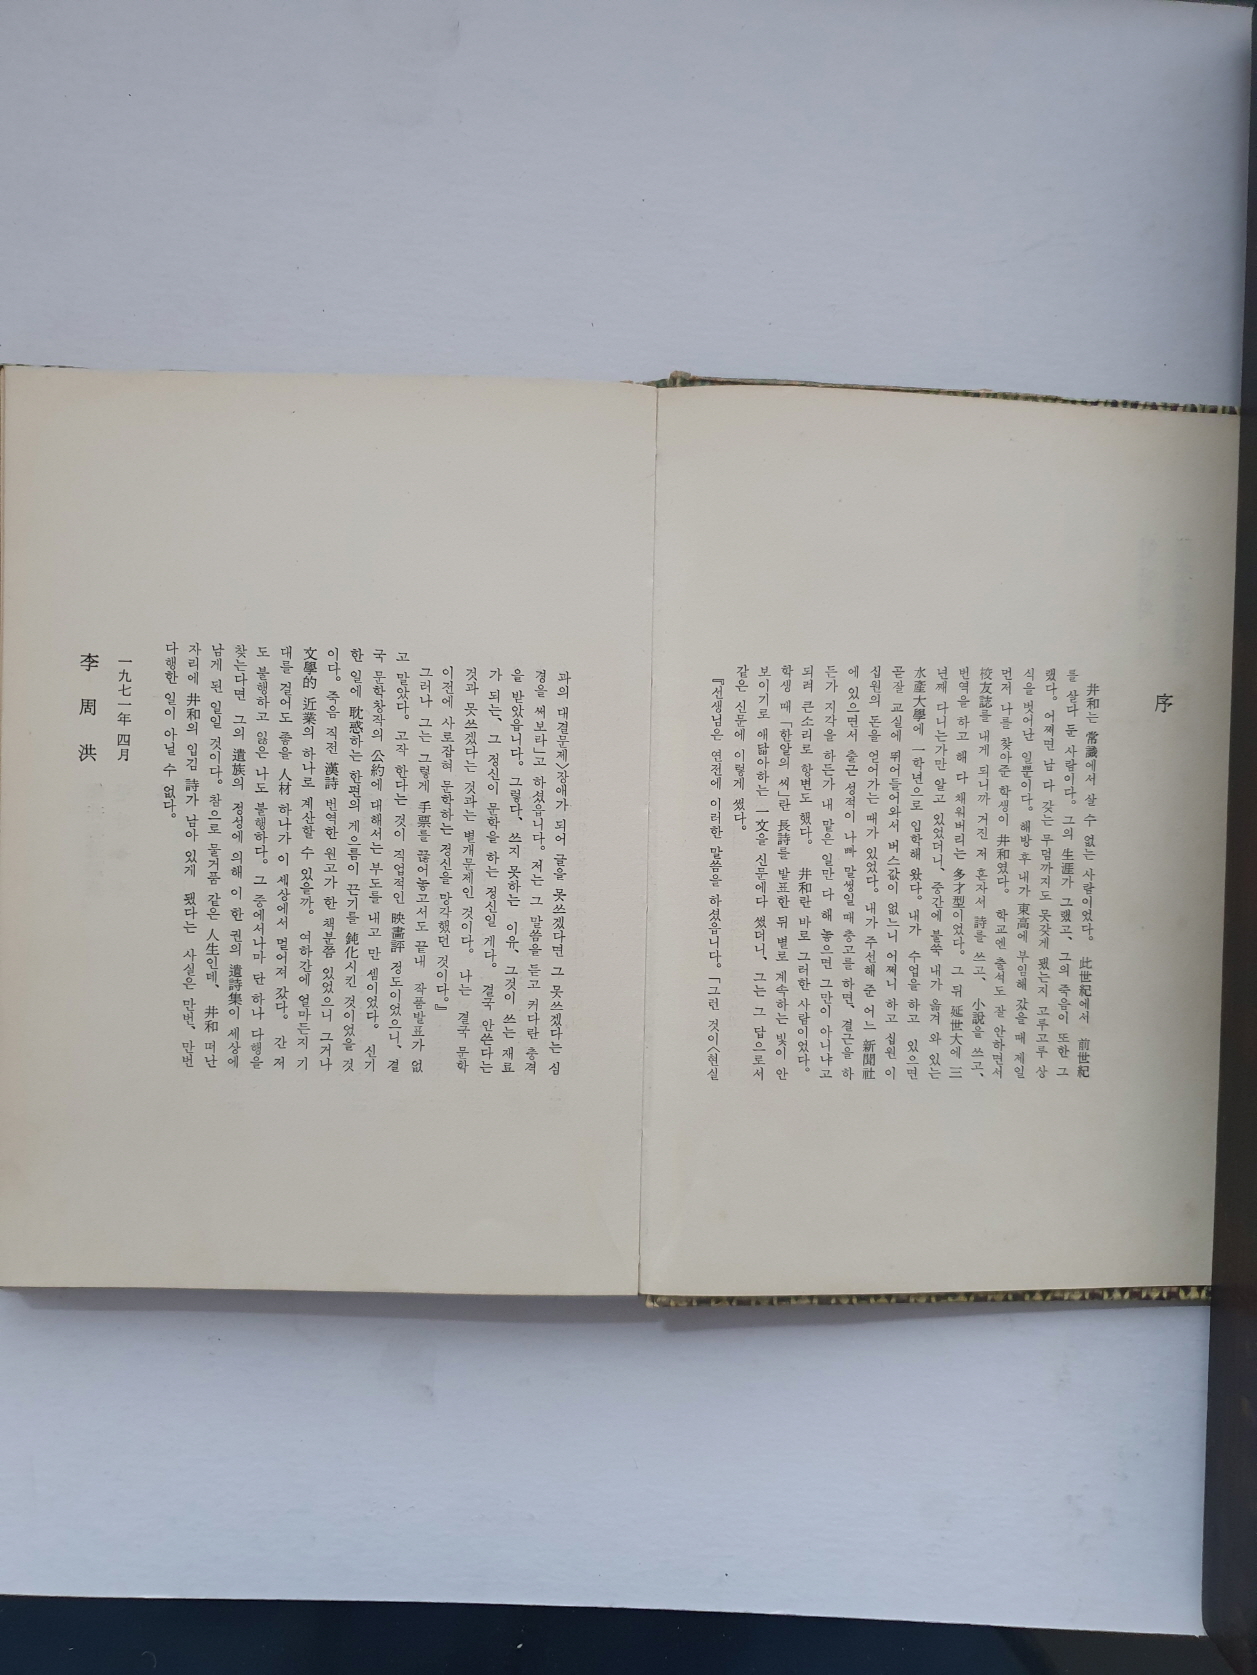 序
井和는 常識에서 살 수 없는 사람이었다. 此世紀에서 前世紀
를 살다 둔 사람이다. 그의 生涯가 그랬고, 그의 죽음이 또한 그
랬다. 어쩌면 남 다 갖는 무덤까지도 못갖게 됐는지 고루고루 상
식을 벗어난 일뿐이다. 해방 후 내가 東高에 부임해 갔을 때 제일
먼저 나를 찾아준 학생이 井和였다. 학교엔 출석도 잘 안하면서
校友誌를 내게 되니까 거진 저 혼자서 詩를 쓰고、小說을 쓰고、
번역을 하고 해 다 채워버리는 多才型이었다. 그 뒤 延世大에 三
년째 다니는가만 알고 있었더니、중간에 불쑥 내가 옮겨 와 있는
水産大學에 一학년으로 입학해 왔다. 내가 수업을 하고 있으면
곧잘 교실에 뛰어들어와서 버스값이 없느니 어쩌니 하고 십원 이
십원의 돈을 얻어가는 때가 있었다. 내가 주선해 준 어느 新聞社
에 있으면서 출근 성적이 나빠 말생일 때 충고를 하면、결근을 하
든가 지각을 하든가 내 맡은 일만 다 해 놓으면 그만이 아니냐고
되려 큰소리로 항변도 했다. 井和란 바로 그러한 사람이었다.
학생 때「한알의 씨」란 長詩를 발표한 뒤 별로 계속하는 빛이 안
보이기로 애닯아하는 一文을 신문에다 썼더니、그는 그 답으로서
같은 신문에 이렇게 썼다.
『선생님은 연전에 이러한 말씀을 하셨읍니다.「그런 것이〈현실
과의 대결문제〉장애가 되어 글을 못쓰겠다면 그 못쓰겠다는 심
경을 써 보라」고 하셨읍니다. 저는 그 말씀을 듣고 커다란 충격
을 받았읍니다. 그렇다、쓰지 못하는 이유、그것이 쓰는 재료
가 되는、그 정신이 문학을 하는 정신일 게다. 결국 안쓴다는
것과 못쓰겠다는 것과는 별개문제인 것이다. 나는 결국 문학
이전에 사로잡혀 문학하는 정신을 망각했던 것이다.』
그러나 그는 그렇게 手票를 끊어놓고서도 끝내 작품발표가 없
고 말았다. 고작 한다는 것이 직업적인 映畵評 정도이었으니、결
국 문학창작의 公約에 대해서는 부도를 내고 만 셈이었다. 신기
한 일에 耽惑하는 한편의 게으름이 끈기를 鈍化시킨 것이었을 것
이다. 죽음 직전 漢詩 번역한 원고가 한 책분쯤 있었으니 그거나
文學的 近業의 하나로 계산할 수 있을까. 여하간에 얼마든지 기
대를 걸어도 좋을 人材 하나가 이 세상에서 멀어져 갔다. 간 저
도 불행하고 잃은 나도 불행하다. 그 중에서나마 단 하나 다행을
찾는다면 그의 遺族의 정성에 의해 이 한 권의 遺詩集이 세상에
남게 된 일일 것이다. 참으로 물거품 같은 人生인데、井和 떠난
자리에 井和의 입김 詩가 남아 있게 됐다는 사실은 만번、만번
다행한 일이 아닐 수 없다.
一九七一年 四月
李 周 洪